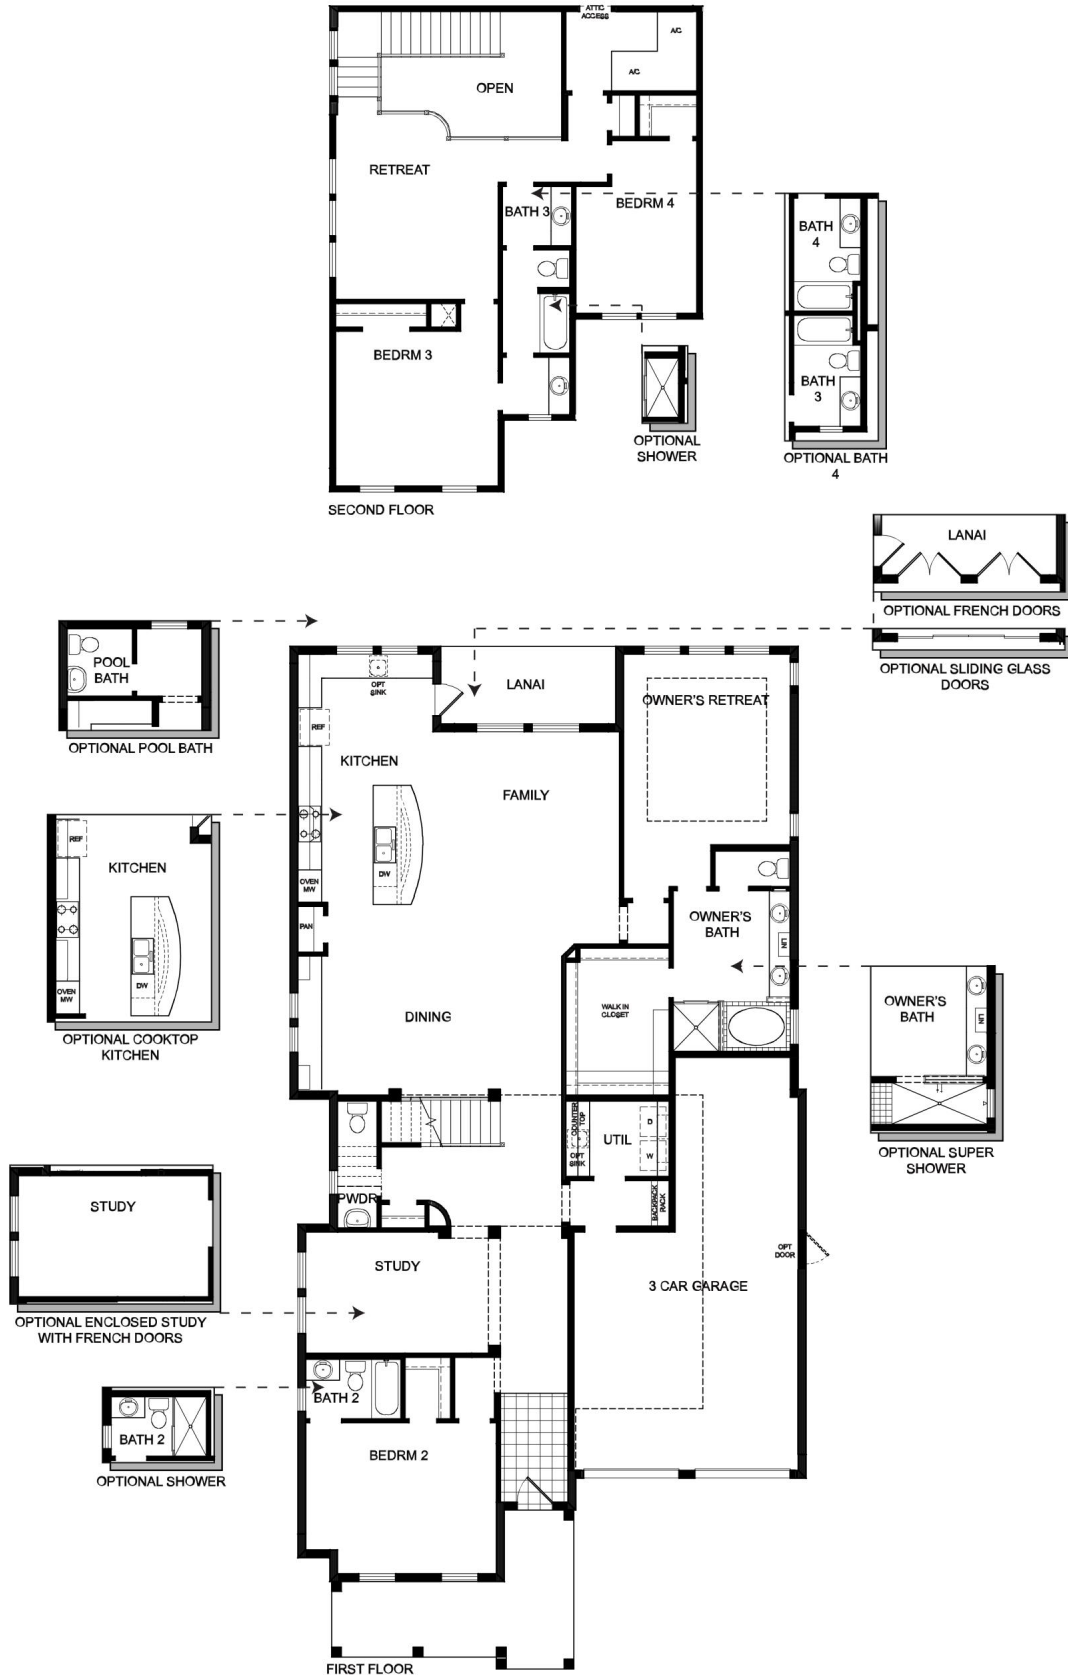 ATTIC
ACCESS
A/C
A/C
OPEN
RETREAT
BATH 3
BEDRM 4
BATH
4
BEDRM 3
BATH
3
OPTIONAL
SHOWER
OPTIONAL BATH
4
SECOND FLOOR
LANAI
OPTIONAL FRENCH DOORS
OPTIONAL SLIDING GLASS
DOORS
POOL
BATH
OPTIONAL POOL BATH
OPT
SINK
LANAI
OWNER'S RETREAT
REF
KITCHEN
FAMILY
REF
KITCHEN
DW
OVEN
MW
DW
OVEN
MW
OPTIONAL COOKTOP
KITCHEN
PAN
OWNER'S
BATH
LIN
DINING
WALK IN
CLOSET
OWNER'S
BATH
LIN
OPTIONAL SUPER
SHOWER
COUNTER
TOP
OPT
SINK
UTIL
D
W
BACKPACK
RACK
PWDR
STUDY
OPTIONAL ENCLOSED STUDY
WITH FRENCH DOORS
STUDY
OPT
DOOR
3 CAR GARAGE
BATH 2
BATH 2
OPTIONAL SHOWER
BEDRM 2
FIRST FLOOR